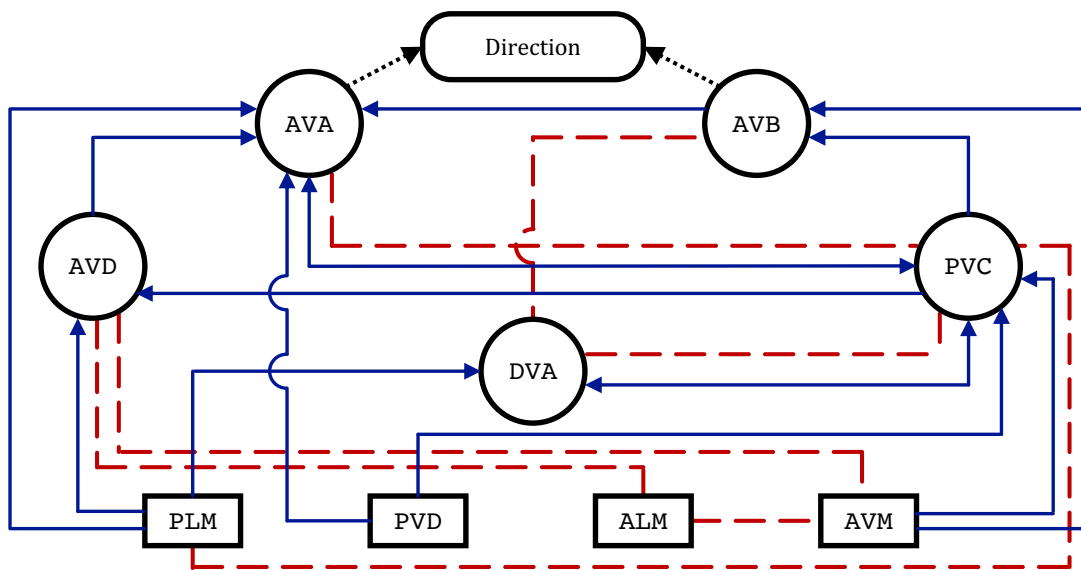 Direction
AVA
AVB
AVD
PVC
DVA
PLM
PVD
ALM
AVM